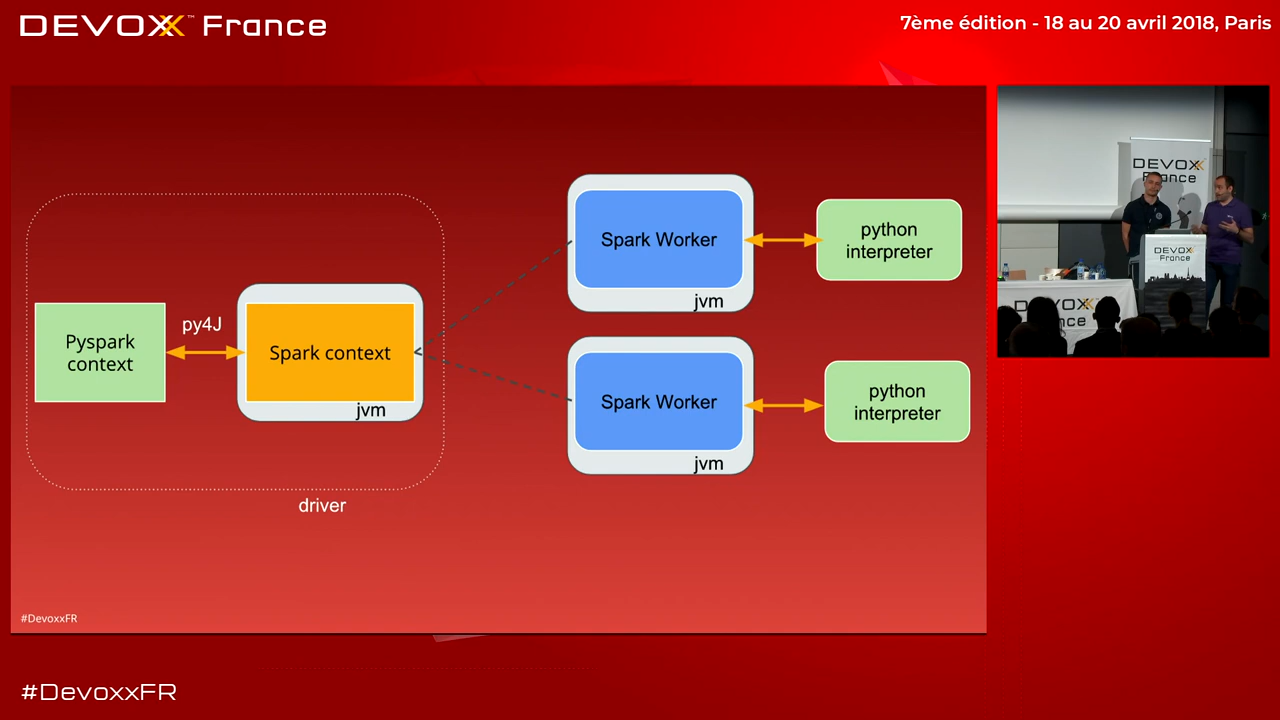 DEVOXX™ France
7ème édition - 18 au 20 avril 2018, Paris
Pyspark
context
py4J
Spark context
jvm
driver
Spark Worker
jvm
python
interpreter
Spark Worker
jvm
python
interpreter
#DevoxxFR
DEVOXX
France
DEVOXX
France
DEVOXX
#DevoxxFR